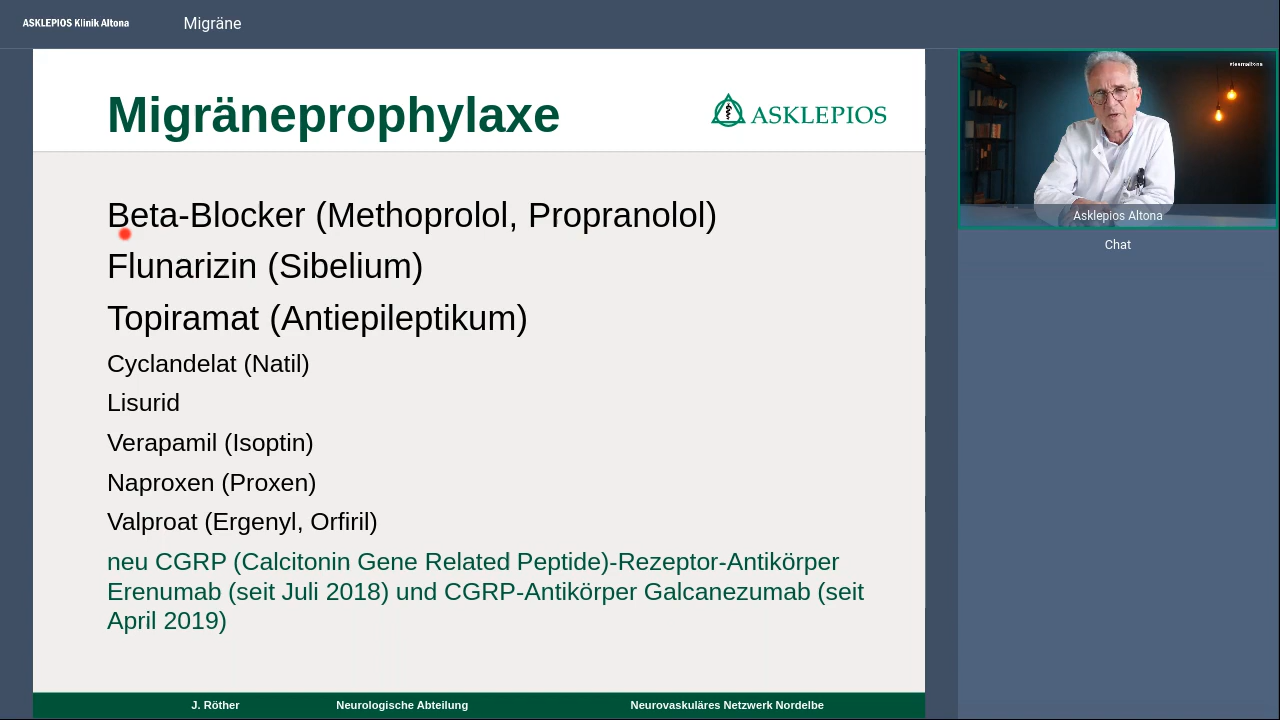 ASKLEPIOS Klinik Altona
Migräne
Migräneprophylaxe
ASKLEPIOS
Beta-Blocker (Methoprolol, Propranolol)
Flunarizin (Sibelium)
Topiramat (Antiepileptikum)
Cyclandelat (Natil)
Lisurid
Verapamil (Isoptin)
Naproxen (Proxen)
Valproat (Ergenyl, Orfiril)
neu CGRP (Calcitonin Gene Related Peptide)-Rezeptor-Antikörper
Erenumab (seit Juli 2018) und CGRP-Antikörper Galcanezumab (seit
April 2019)
J. Röther
Neurologische Abteilung
Neurovaskuläres Netzwerk Nordelbe
#teamaltona
Asklepios Altona
Chat